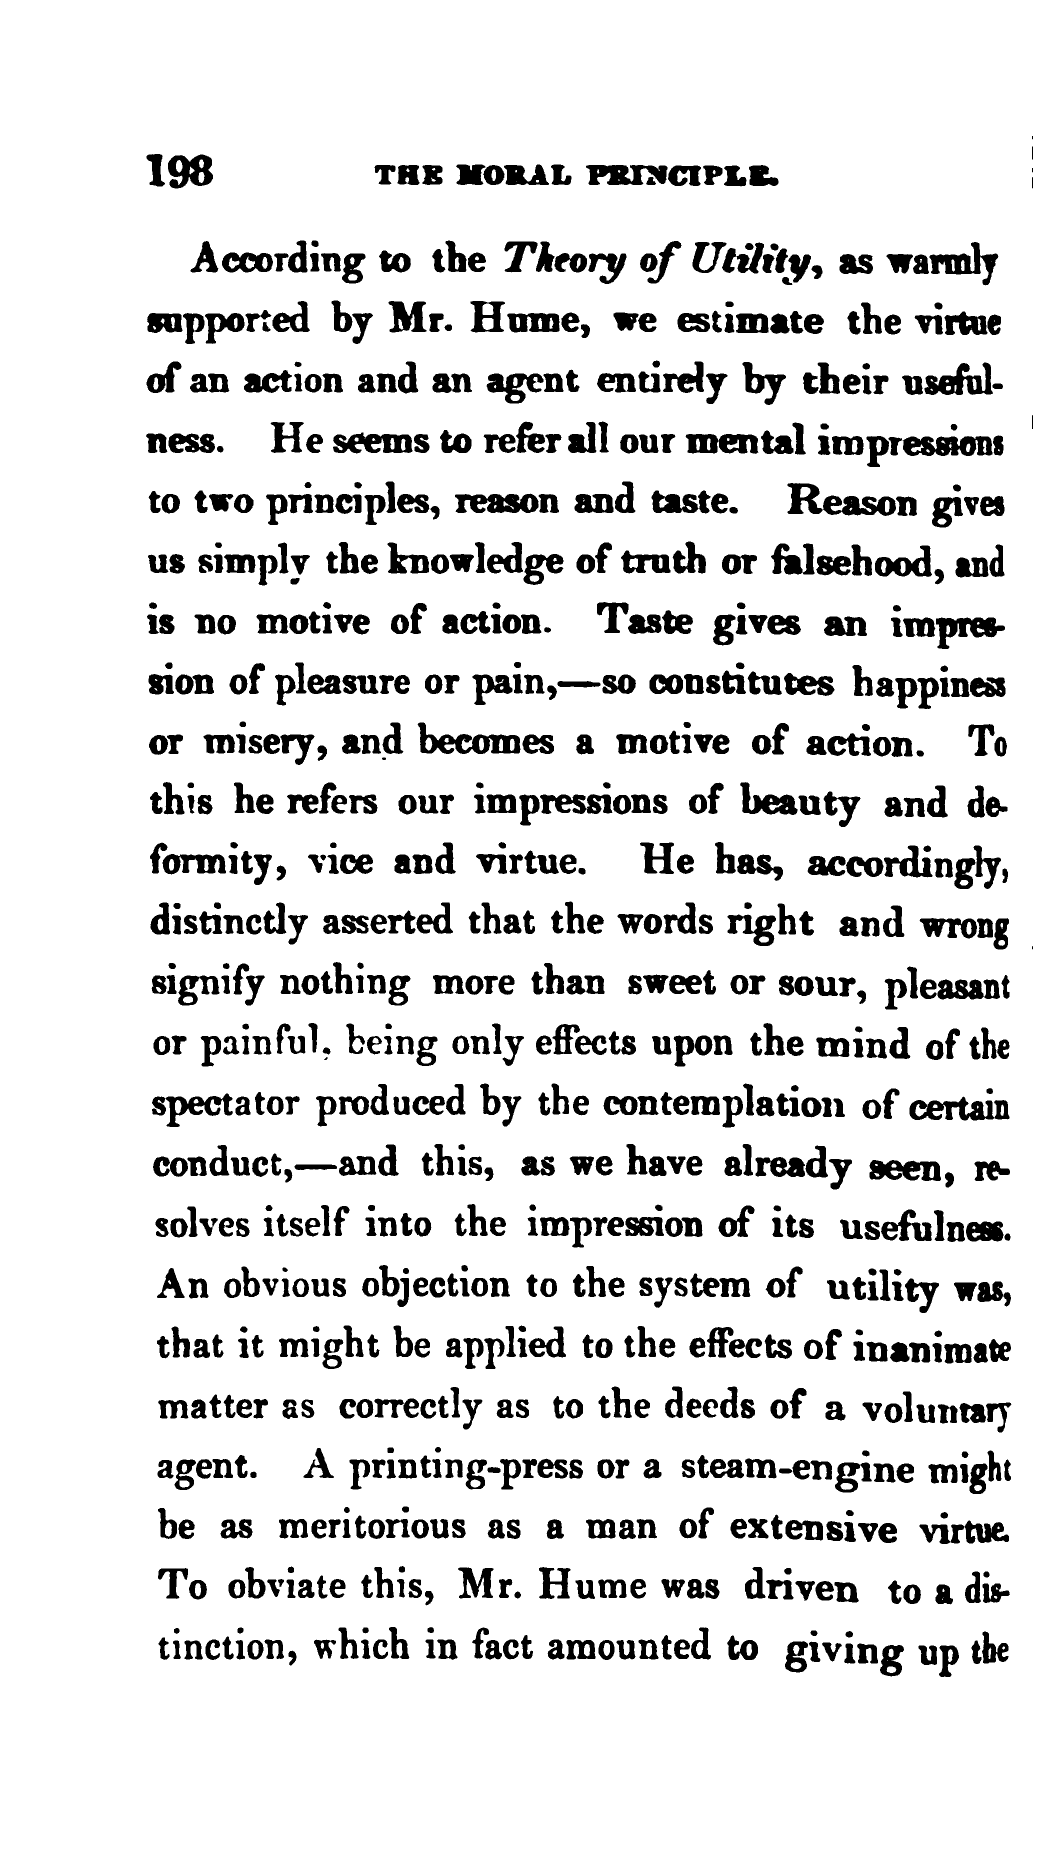 198 THE MORAL PRINCIPLE.
According to the Theory of Utility, as warmly
supported by Mr. Hume, we estimate the virtue
of an action and an agent entirely by their useful-
ness. He seems to refer all our mental impressions
to two principles, reason and taste. Reason gives
us simply the knowledge of truth or falsehood, and
is no motive of action. Taste gives an impres-
sion of pleasure or pain,—so constitutes happiness
or misery, and becomes a motive of action. To
this he refers our impressions of beauty and de-
formity, vice and virtue. He has, accordingly,
distinctly asserted that the words right and wrong
signify nothing more than sweet or sour, pleasant
or painful, being only effects upon the mind of the
spectator produced by the contemplation of certain
conduct,—and this, as we have already seen, re-
solves itself into the impression of its usefulness.
An obvious objection to the system of utility was,
that it might be applied to the effects of inanimate
matter as correctly as to the deeds of a voluntary
agent. A printing-press or a steam-engine might
be as meritorious as a man of extensive virtue.
To obviate this, Mr. Hume was driven to a dis-
tinction, which in fact amounted to giving up the